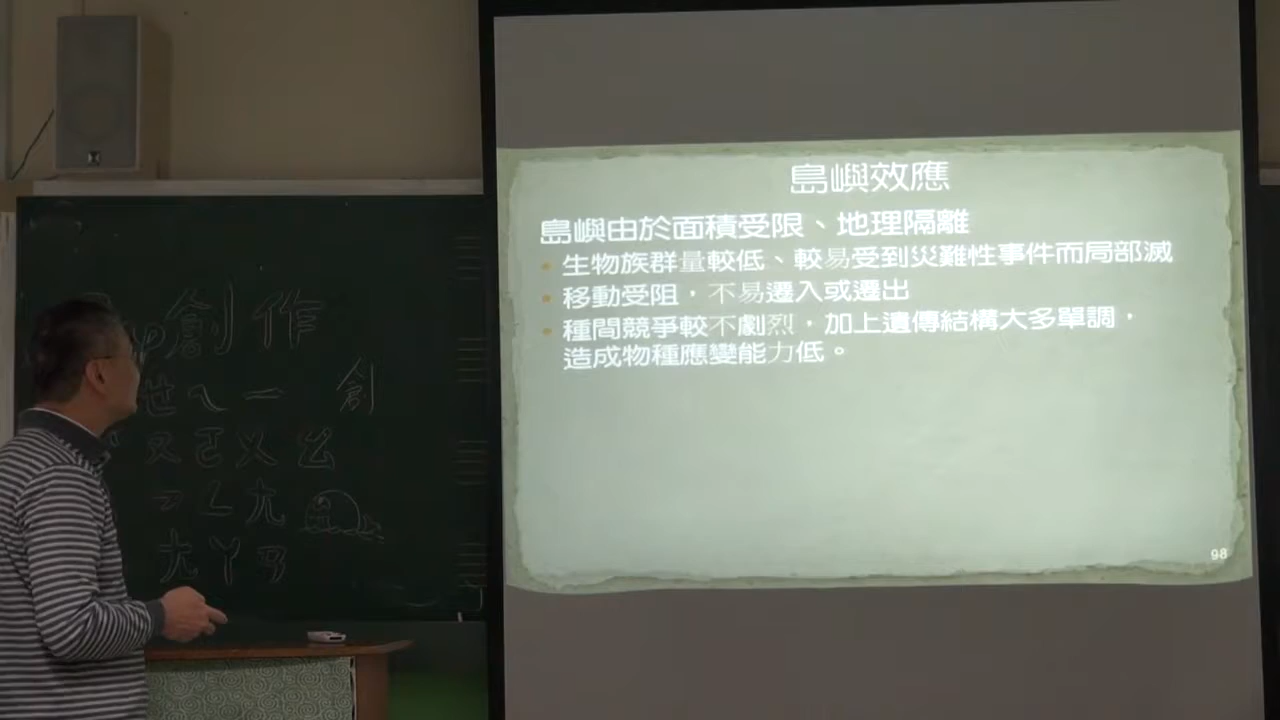 創作
ㄝ ㄟ ㄧ 創
ㄡ ㄛ ㄨ ㄠ
ㄥ ㄤ
ㄤ ㄚ ㄢ
島嶼效應
島嶼由於面積受限、地理隔離
生物族群量較低、較易受到災難性事件而局部滅
移動受阻，不易遷入或遷出
種間競爭較不劇烈，加上遺傳結構大多單調，
造成物種應變能力低。
98